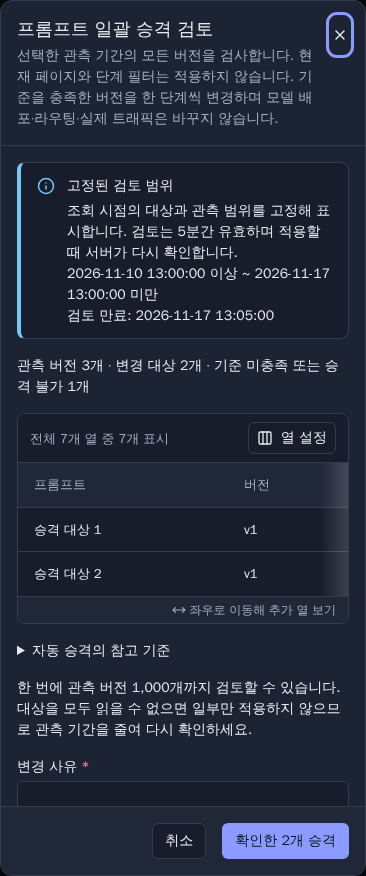 프롬프트 일괄 승격 검토
선택한 관측 기간의 모든 버전을 검사합니다. 현
재 페이지와 단계 필터는 적용하지 않습니다. 기
준을 충족한 버전을 한 단계씩 변경하며 모델 배
포·라우팅·실제 트래픽은 바꾸지 않습니다.
고정된 검토 범위
조회 시점의 대상과 관측 범위를 고정해 표
시합니다. 검토는 5분간 유효하며 적용할
때 서버가 다시 확인합니다.
2026-11-10 13:00:00 이상 ~ 2026-11-17
13:00:00 미만
검토 만료: 2026-11-17 13:05:00
관측 버전 3개 · 변경 대상 2개 · 기준 미충족 또는 승
격 불가 1개
전체 7개 열 중 7개 표시
열 설정
프롬프트 버전
승격 대상 1 v1
승격 대상 2 v1
좌우로 이동해 추가 열 보기
자동 승격의 참고 기준
한 번에 관측 버전 1,000개까지 검토할 수 있습니다.
대상을 모두 읽을 수 없으면 일부만 적용하지 않으므
로 관측 기간을 줄여 다시 확인하세요.
변경 사유 *
취소
확인한 2개 승격